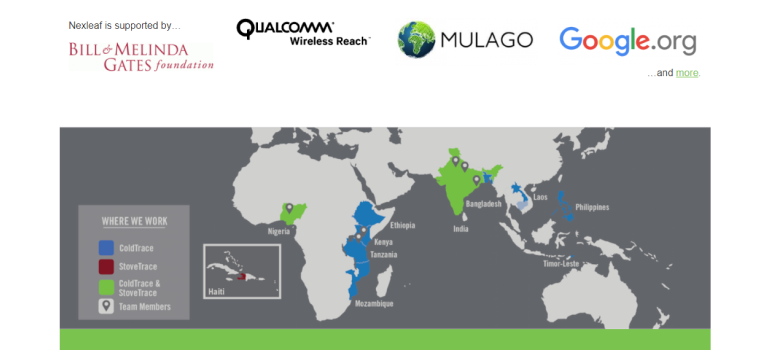 Nexleaf is supported by…
BILL & MELINDA
GATES foundation
QUALCOMM
Wireless Reach™
MULAGO
Google.org
…and more.
WHERE WE WORK
ColdTrace
StoveTrace
ColdTrace &
StoveTrace
Team Members
Haiti
Nigeria
Ethiopia
Kenya
Tanzania
Mozambique
India
Bangladesh
Laos
Philippines
Timor-Leste